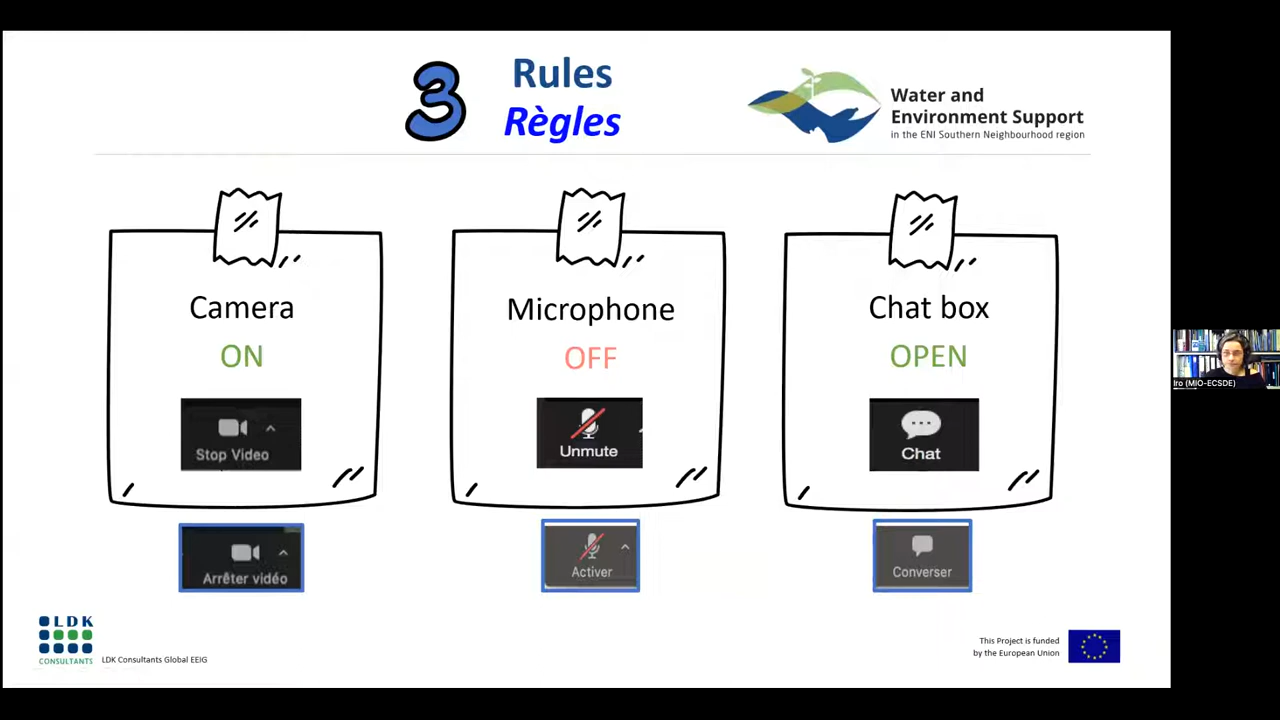 3
Rules
Règles
Water and
Environment Support
in the ENI Southern Neighbourhood region
Camera
ON
Stop Video
Arrêter vidéo
Microphone
OFF
Unmute
Activer
Chat box
OPEN
Chat
Converser
Iro (MIO-ECSDE)
LDK
CONSULTANTS
LDK Consultants Global EEIG
This Project is funded
by the European Union